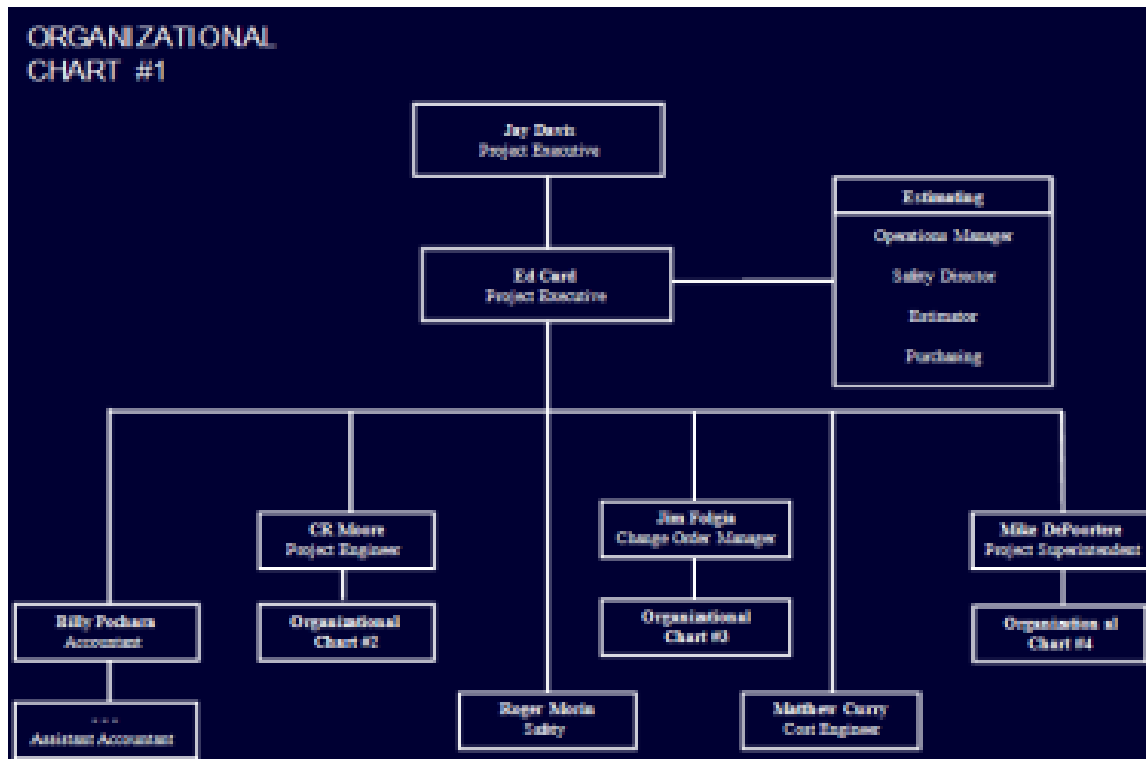 ORGANIZATIONAL
CHART #1
Jay Davis
Project Executive
Estimating
Operations Manager
Safety Director
Estimator
Purchasing
Ed Card
Project Executive
CR Moore
Project Engineer
Jim
Change Order Manager
Mike DePoortere
Project Superintendent
Billy
Accountant
Organizational
Chart #2
Organizational
Chart #3
Organization al
Chart #4
Roger Morin
Safety
Matthew Curry
Cost Engineer
. . .
Assistant Accountant